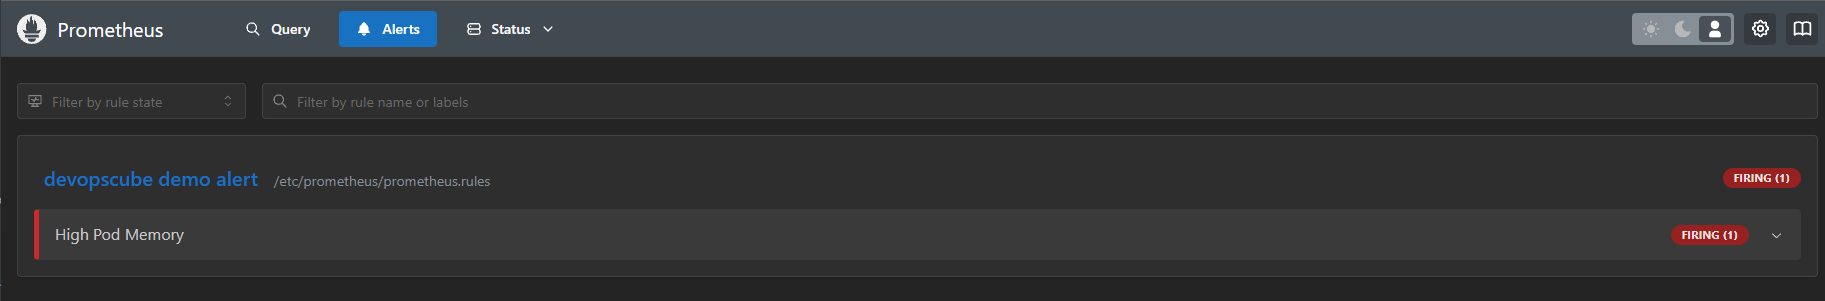 Prometheus Query Alerts Status
Filter by rule state Filter by rule name or labels
devopscube demo alert /etc/prometheus/prometheus.rules FIRING (1)
High Pod Memory FIRING (1)